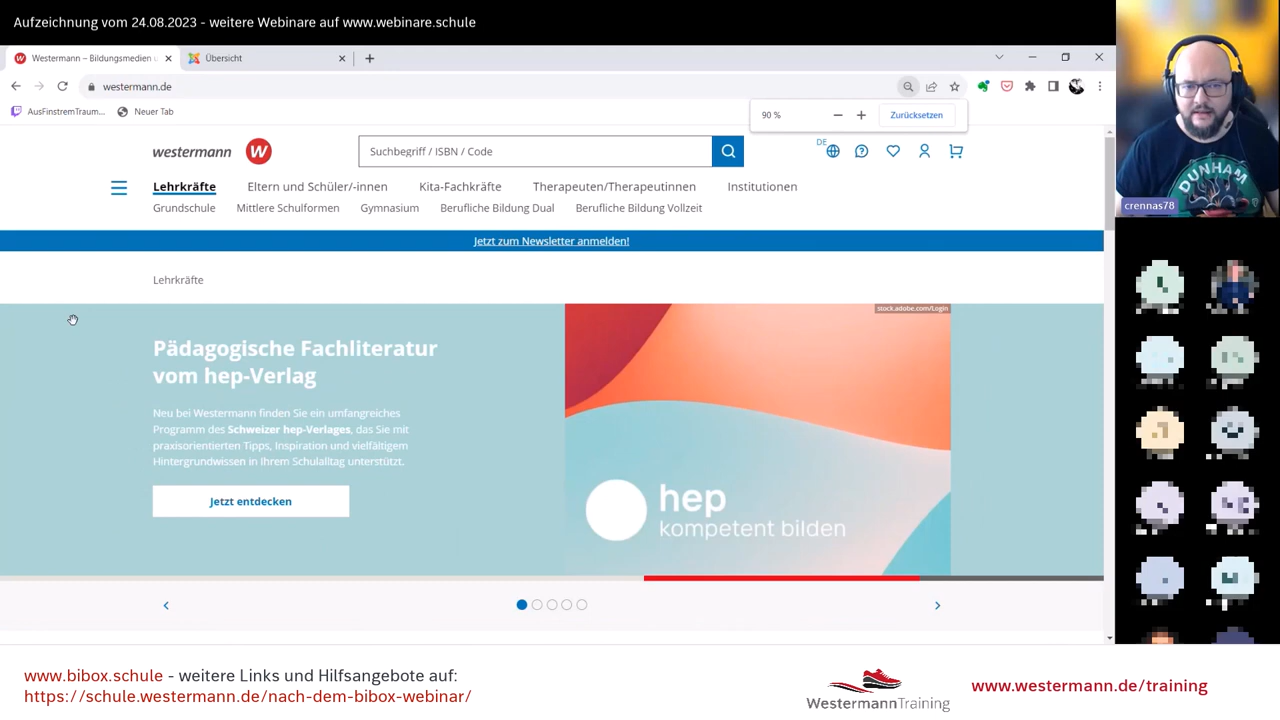 Aufzeichnung vom 24.08.2023 - weitere Webinare auf www.webinare.schule
Westermann – Bildungsmedien u
Übersicht
westermann.de
AusFinstremTraum...
Neuer Tab
90 %
Zurücksetzen
westermann W
Suchbegriff / ISBN / Code
DE
Lehrkräfte
Eltern und Schüler/-innen
Kita-Fachkräfte
Therapeuten/Therapeutinnen
Institutionen
Grundschule
Mittlere Schulformen
Gymnasium
Berufliche Bildung Dual
Berufliche Bildung Vollzeit
Jetzt zum Newsletter anmelden!
Lehrkräfte
stock.adobe.com/Login
Pädagogische Fachliteratur
vom hep-Verlag
Neu bei Westermann finden Sie ein umfangreiches
Programm des Schweizer hep-Verlages, das Sie mit
praxisorientierten Tipps, Inspiration und vielfältigem
Hintergrundwissen in Ihrem Schulalltag unterstützt.
Jetzt entdecken
hep
kompetent bilden
DUNHAM
crennas78
www.bibox.schule - weitere Links und Hilfsangebote auf:
https://schule.westermann.de/nach-dem-bibox-webinar/
WestermannTraining
www.westermann.de/training